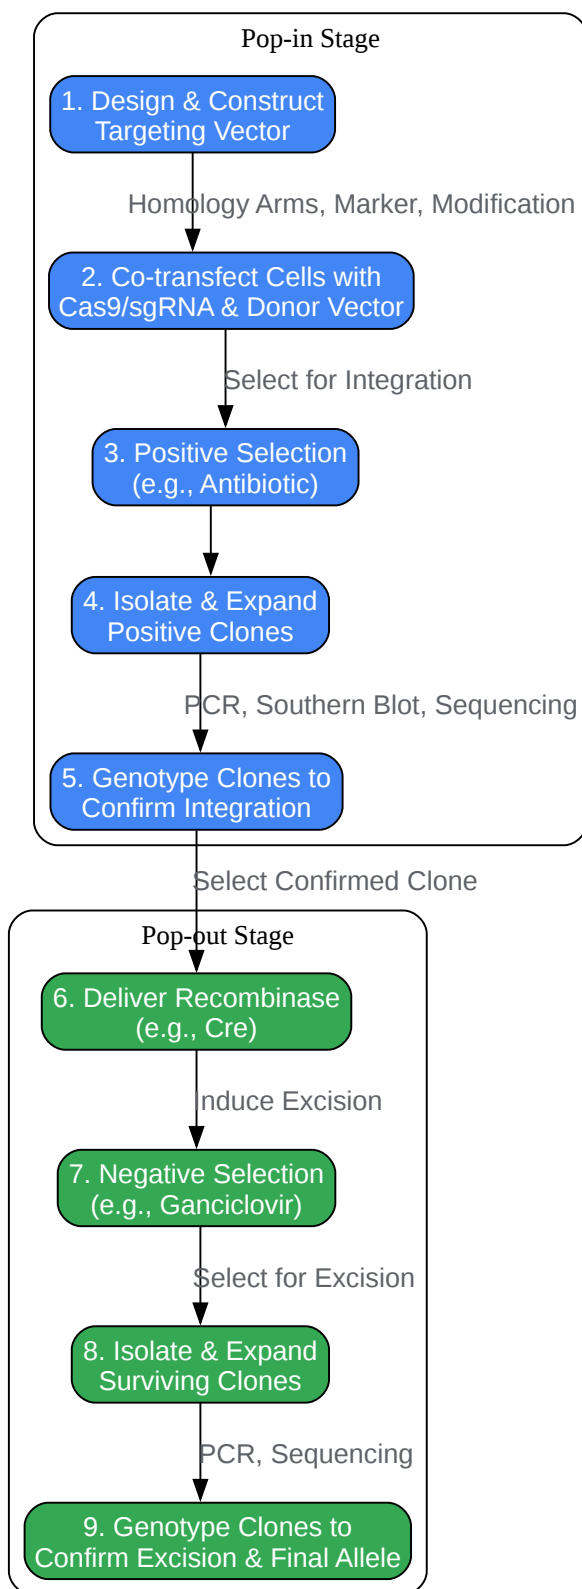 Pop-in Stage
1. Design & Construct
Targeting Vector
Homology Arms, Marker, Modification
2. Co-transfect Cells with
Cas9/sgRNA & Donor Vector
Select for Integration
3. Positive Selection
(e.g., Antibiotic)
4. Isolate & Expand
Positive Clones
PCR, Southern Blot, Sequencing
5. Genotype Clones to
Confirm Integration
Select Confirmed Clone
Pop-out Stage
6. Deliver Recombinase
(e.g., Cre)
Induce Excision
7. Negative Selection
(e.g., Ganciclovir)
Select for Excision
8. Isolate & Expand
Surviving Clones
PCR, Sequencing
9. Genotype Clones to
Confirm Excision & Final Allele